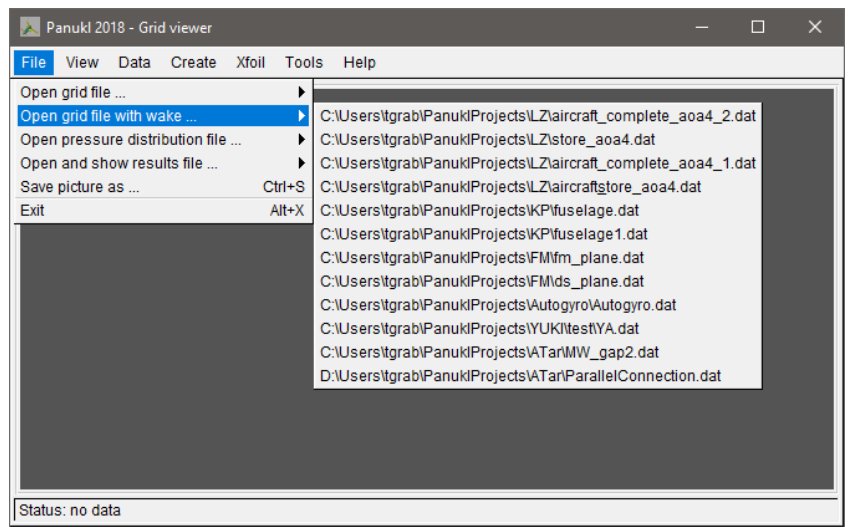 Panukl 2018 - Grid viewer
File View Data Create Xfoil Tools Help
Open grid file ...
Open grid file with wake ...
Open pressure distribution file ...
Open and show results file ...
Save picture as ... Ctrl+S
Exit Alt+X
C:\Users\tgrab\PanuklProjects\LZ\aircraft_complete_aoa4_2.dat
C:\Users\tgrab\PanuklProjects\LZ\store_aoa4.dat
C:\Users\tgrab\PanuklProjects\LZ\aircraft_complete_aoa4_1.dat
C:\Users\tgrab\PanuklProjects\LZ\aircraftstore_aoa4.dat
C:\Users\tgrab\PanuklProjects\KP\fuselage.dat
C:\Users\tgrab\PanuklProjects\KP\fuselage1.dat
C:\Users\tgrab\PanuklProjects\FM\fm_plane.dat
C:\Users\tgrab\PanuklProjects\FM\ds_plane.dat
C:\Users\tgrab\PanuklProjects\Autogyro\Autogyro.dat
C:\Users\tgrab\PanuklProjects\YUKI\test\YA.dat
C:\Users\tgrab\PanuklProjects\ATar\MW_gap2.dat
D:\Users\tgrab\PanuklProjects\ATar\ParallelConnection.dat
Status: no data